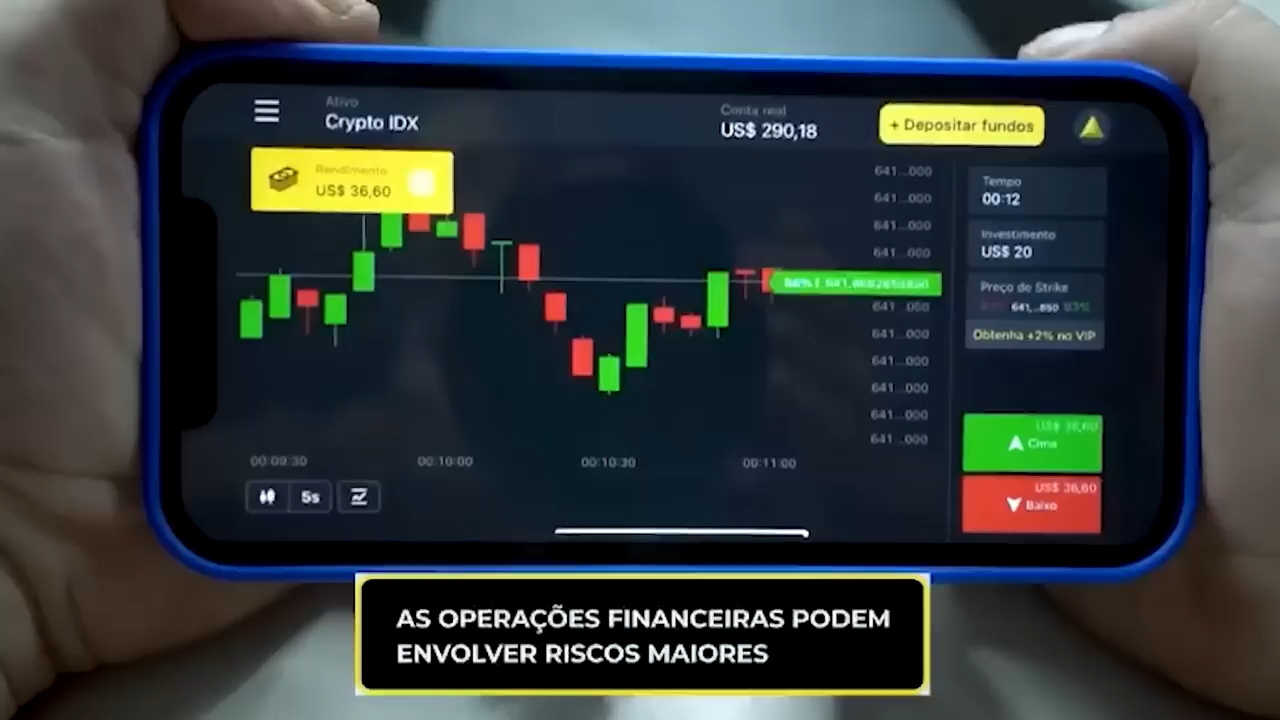 Ativo
Crypto IDX
Conta real
US$ 290,18
+ Depositar fundos
Rendimento
US$ 36,60
641...000
641...000
641...000
641...000
641...000
641...000
641...000
641...000
641...000
Tempo
00:12
Investimento
US$ 20
Preço de Strike
641,...850 83%
Obtenha +2% no VIP
US$ 36,60
Cima
US$ 36,60
Baixo
00:09:30
00:10:00
00:10:30
00:11:00
5s
AS OPERAÇÕES FINANCEIRAS PODEM
ENVOLVER RISCOS MAIORES